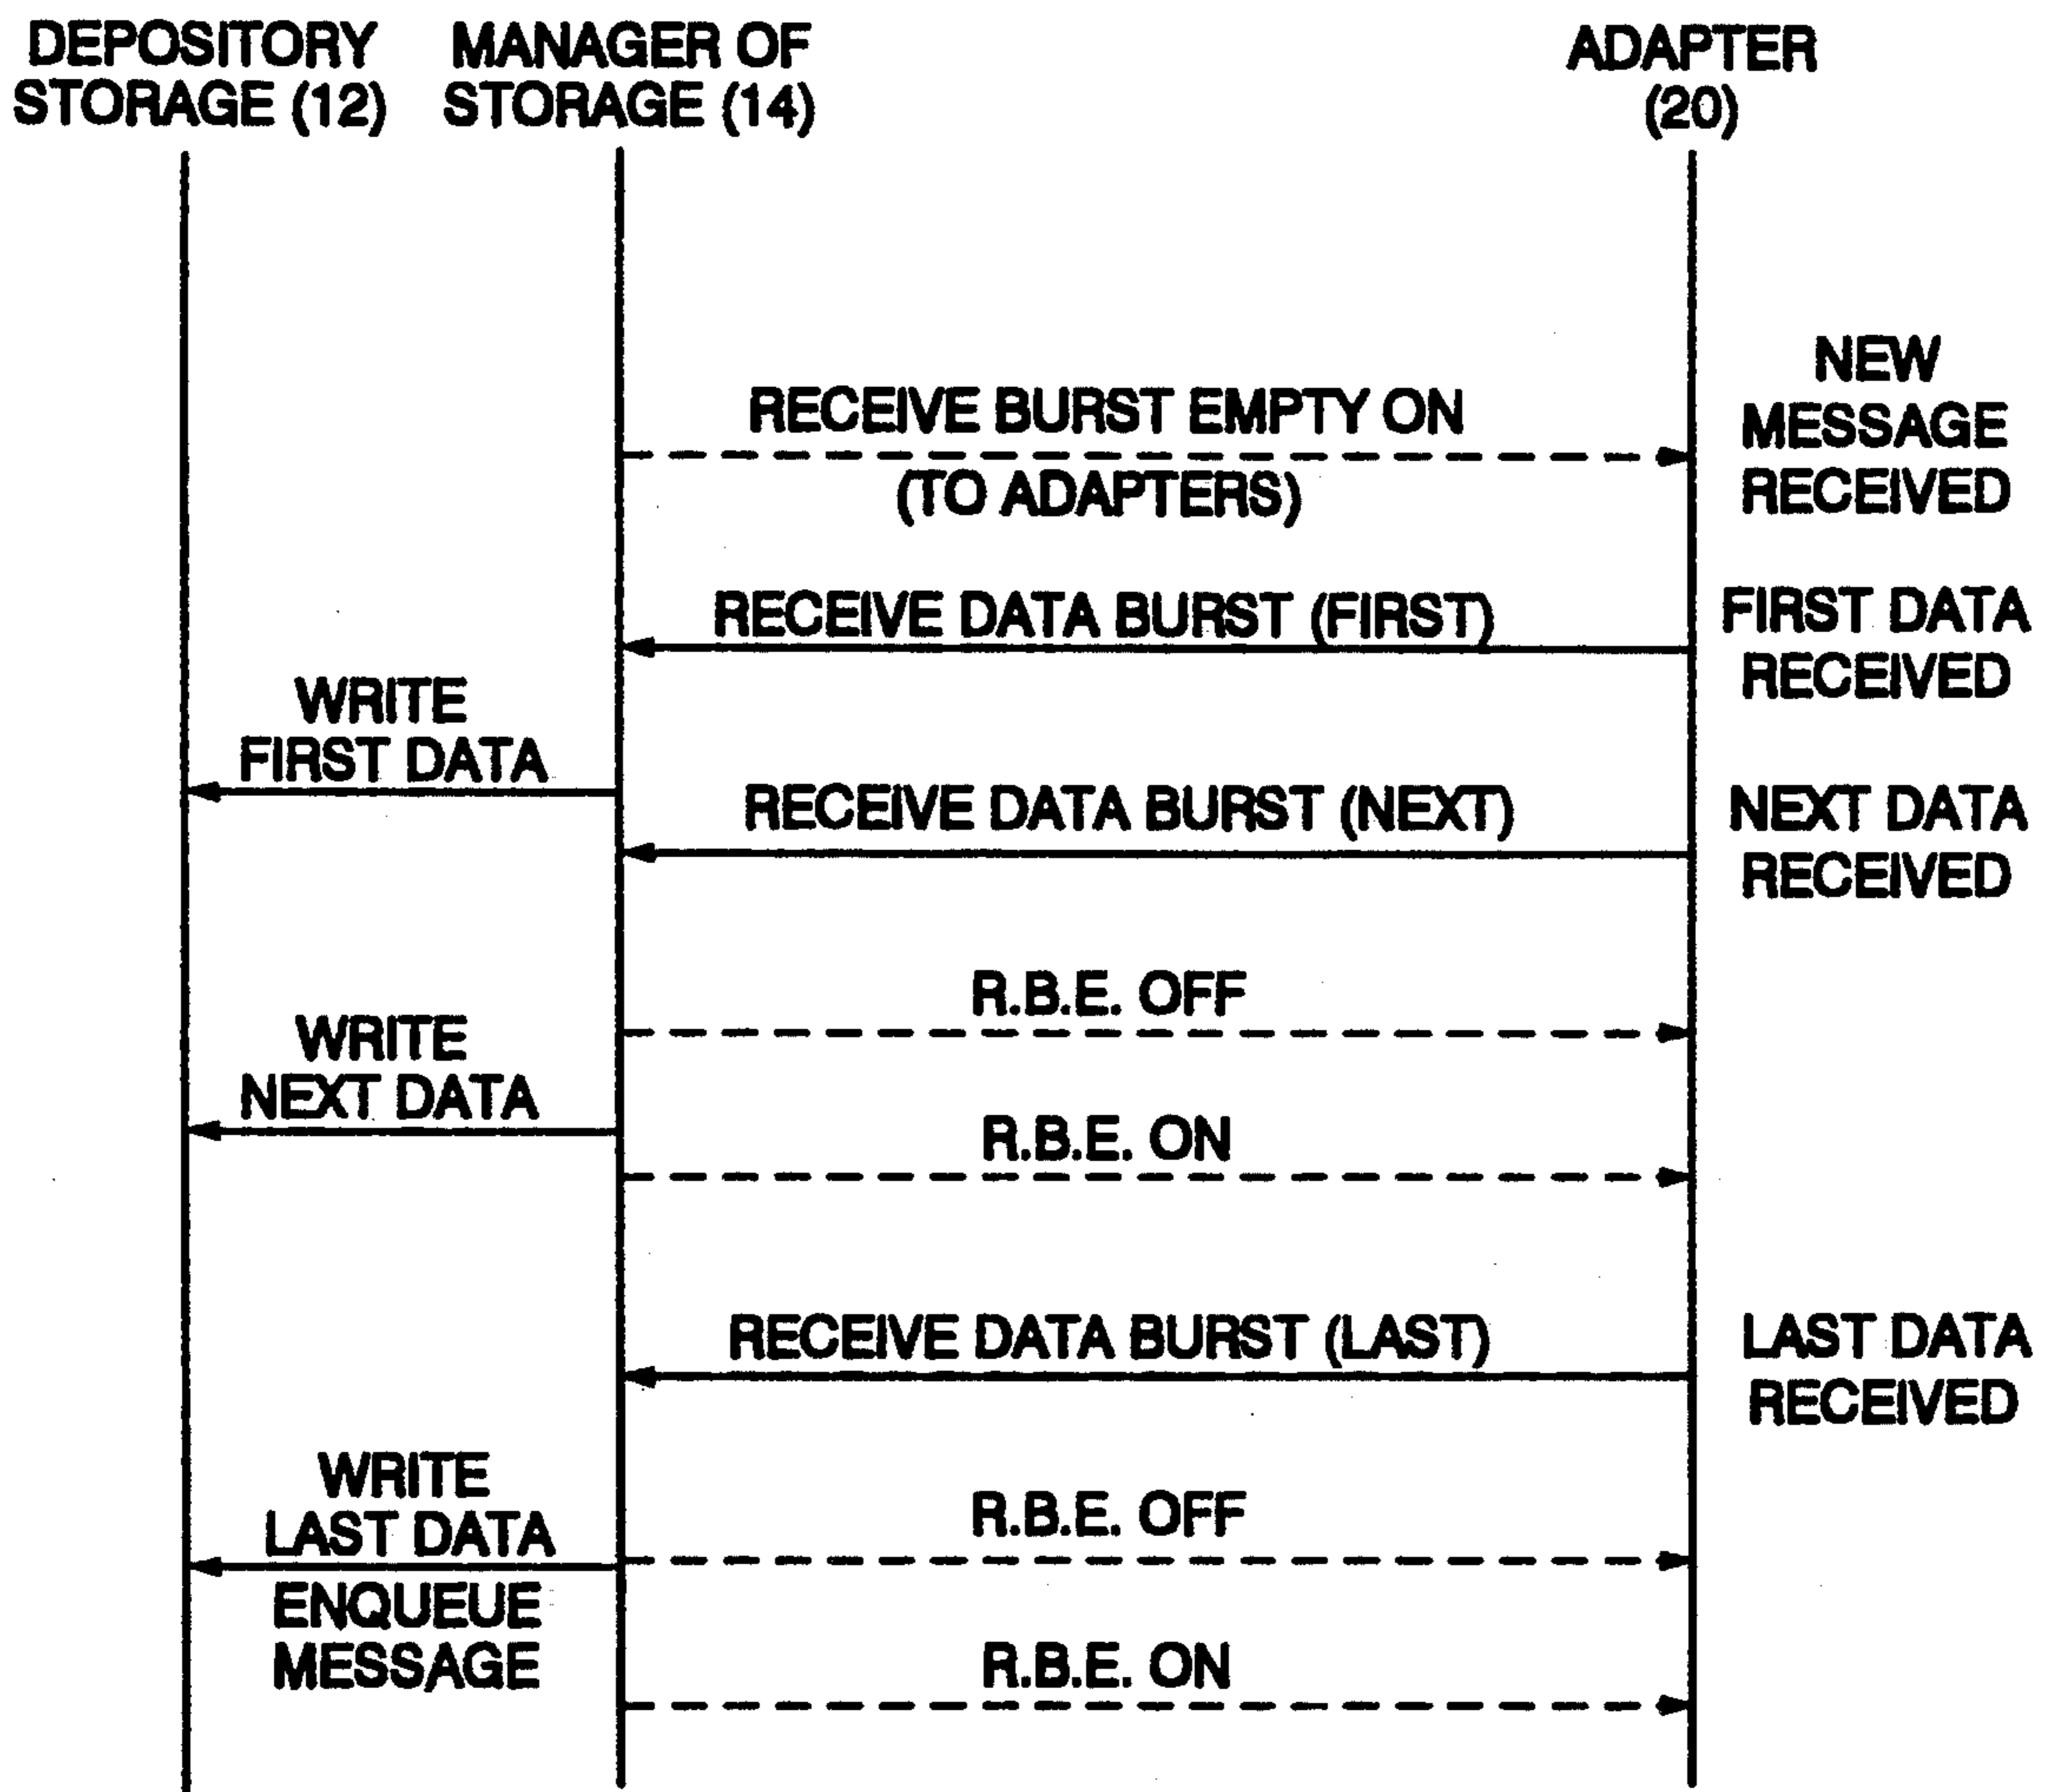 DEPOSITORY
STORAGE (12)
MANAGER OF
STORAGE (14)
ADAPTER
(20)
NEW
MESSAGE
RECEIVED
RECEIVE BURST EMPTY ON
(TO ADAPTERS)
RECEIVE DATA BURST (FIRST)
FIRST DATA
RECEIVED
WRITE
FIRST DATA
RECEIVE DATA BURST (NEXT)
NEXT DATA
RECEIVED
R.B.E. OFF
WRITE
NEXT DATA
R.B.E. ON
RECEIVE DATA BURST (LAST)
LAST DATA
RECEIVED
WRITE
LAST DATA
R.B.E. OFF
ENQUEUE
MESSAGE
R.B.E. ON